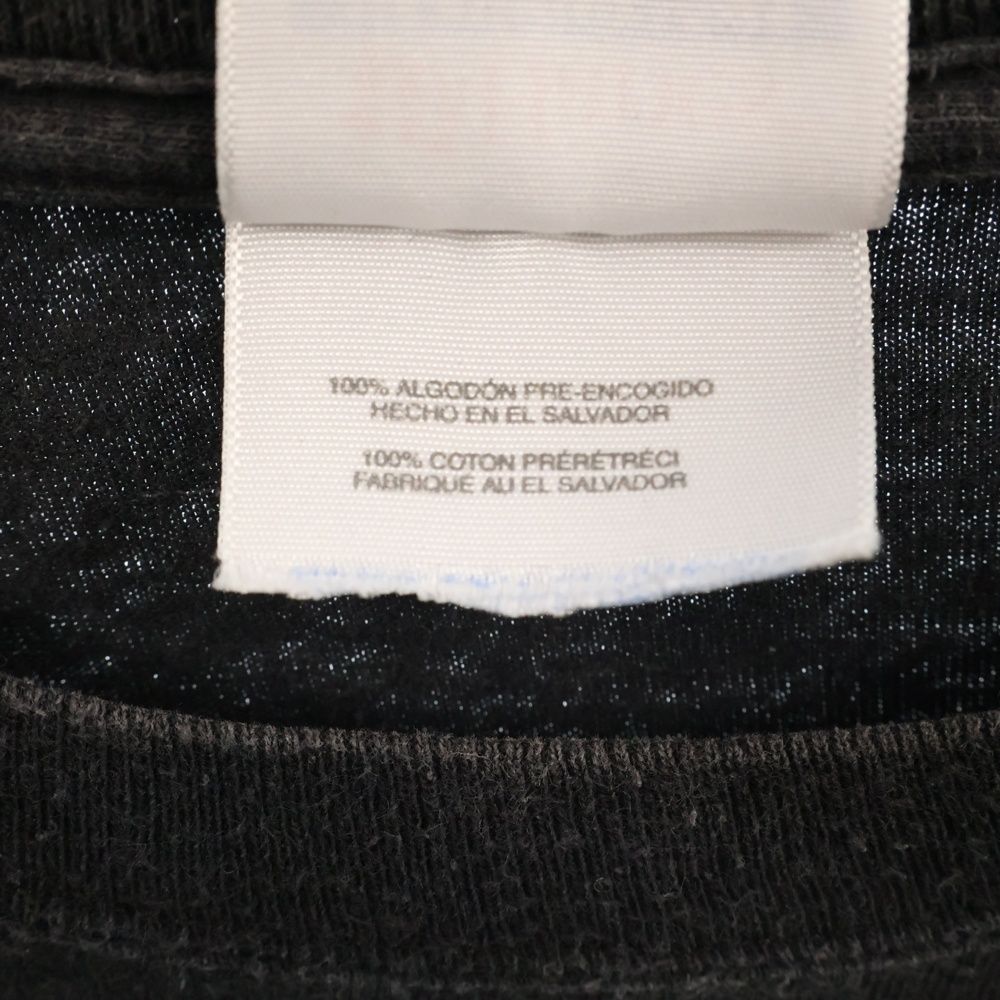 100% ALGODÓN PRE-ENCOGIDO
HECHO EN EL SALVADOR
100% COTON PRÉRÉTRÉCI
FABRIQUÉ AU EL SALVADOR